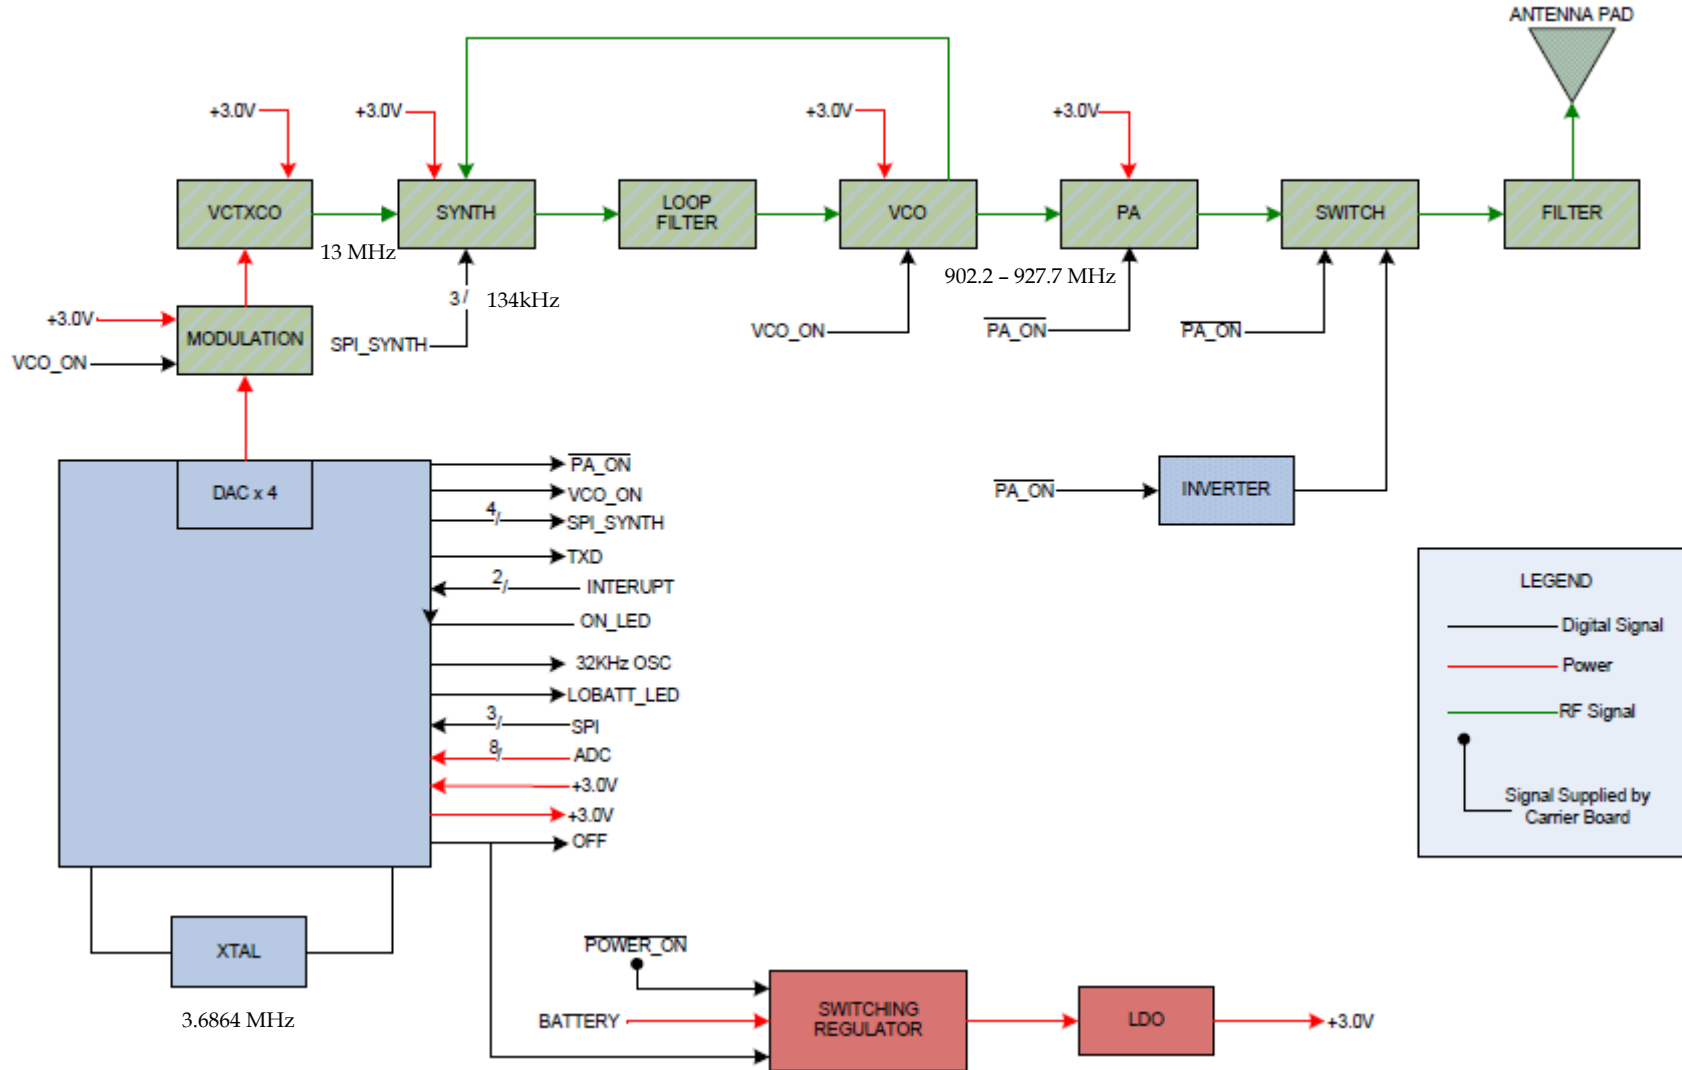 ANTENNA PAD
+3.0V
+3.0V
+3.0V
+3.0V
VCTXCO
SYNTH
LOOP
FILTER
VCO
PA
SWITCH
FILTER
13 MHz
902.2 – 927.7 MHz
3/
134kHz
+3.0V
MODULATION
SPI_SYNTH
VCO_ON
PA_ON
PA_ON
VCO_ON
DAC x 4
PA_ON
VCO_ON
4/
SPI_SYNTH
TXD
2/
INTERUPT
ON_LED
32KHz OSC
LOBATT_LED
3/
SPI
8/
ADC
+3.0V
+3.0V
OFF
PA_ON
INVERTER
LEGEND
Digital Signal
Power
RF Signal
Signal Supplied by
Carrier Board
XTAL
3.6864 MHz
POWER_ON
BATTERY
SWITCHING
REGULATOR
LDO
+3.0V